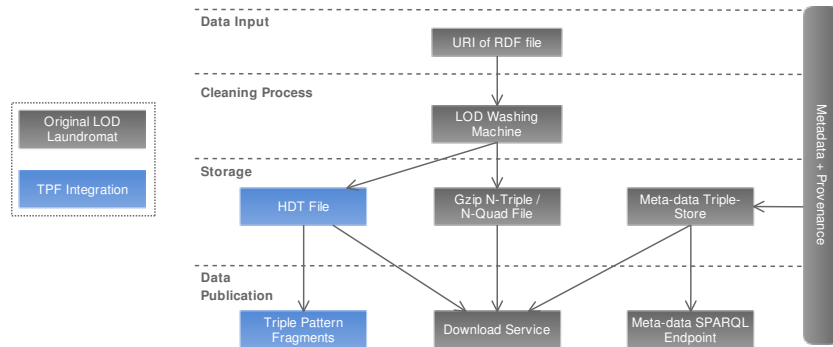 Data Input
URI of RDF file
Cleaning Process
LOD Washing
Machine
Original LOD
Laundromat
TPF Integration
Storage
HDT File
Gzip N-Triple /
N-Quad File
Meta-data Triple-
Store
Metadata + Provenance
Data
Publication
Triple Pattern
Fragments
Download Service
Meta-data SPARQL
Endpoint